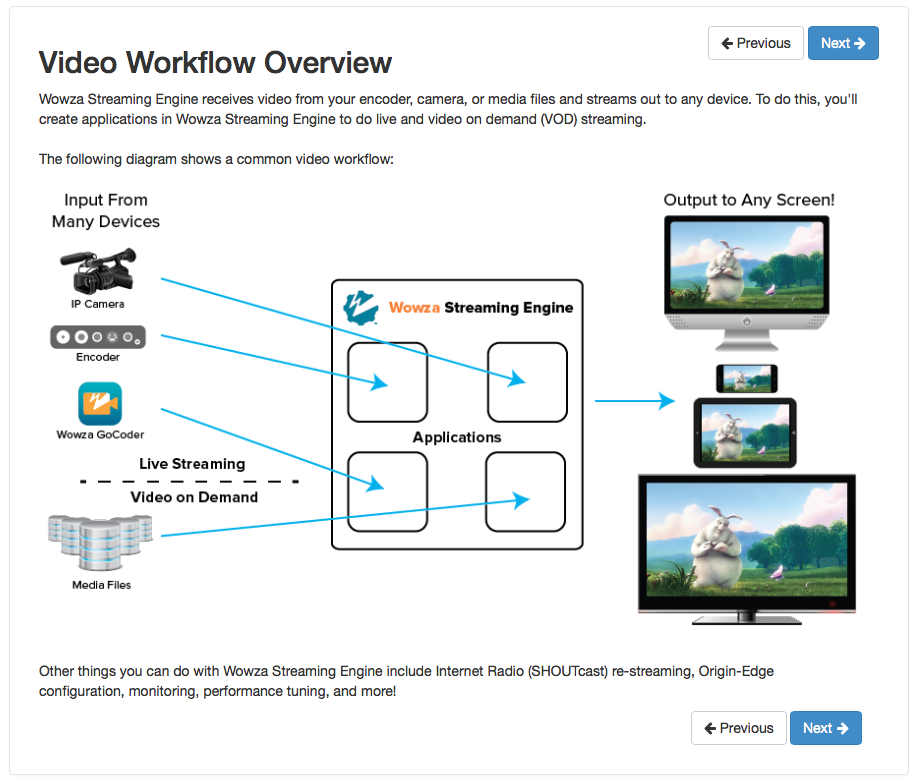 ← Previous
Next →
Video Workflow Overview
Wowza Streaming Engine receives video from your encoder, camera, or media files and streams out to any device. To do this, you'll
create applications in Wowza Streaming Engine to do live and video on demand (VOD) streaming.
The following diagram shows a common video workflow:
Input From
Many Devices
IP Camera
Encoder
Wowza GoCoder
Live Streaming
Video on Demand
Media Files
Wowza Streaming Engine
Applications
Output to Any Screen!
Other things you can do with Wowza Streaming Engine include Internet Radio (SHOUTcast) re-streaming, Origin-Edge
configuration, monitoring, performance tuning, and more!
← Previous
Next →